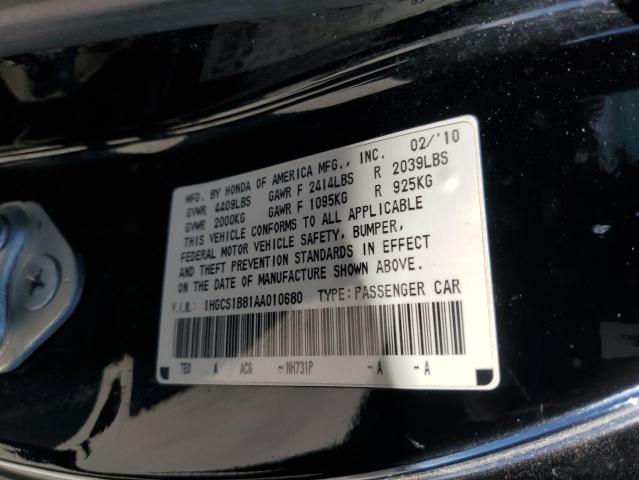 MFD. BY HONDA OF AMERICA MFG., INC. 02/'10
GVWR 4409LBS GAWR F 2414LBS R 2039LBS
GVWR 2000KG GAWR F 1095KG R 925KG
THIS VEHICLE CONFORMS TO ALL APPLICABLE
FEDERAL MOTOR VEHICLE SAFETY, BUMPER,
AND THEFT PREVENTION STANDARDS IN EFFECT
ON THE DATE OF MANUFACTURE SHOWN ABOVE.
V.I.N.: 1HGCS1B81AA010680 TYPE: PASSENGER CAR
TE0 A AC6 -NH731P -A -A